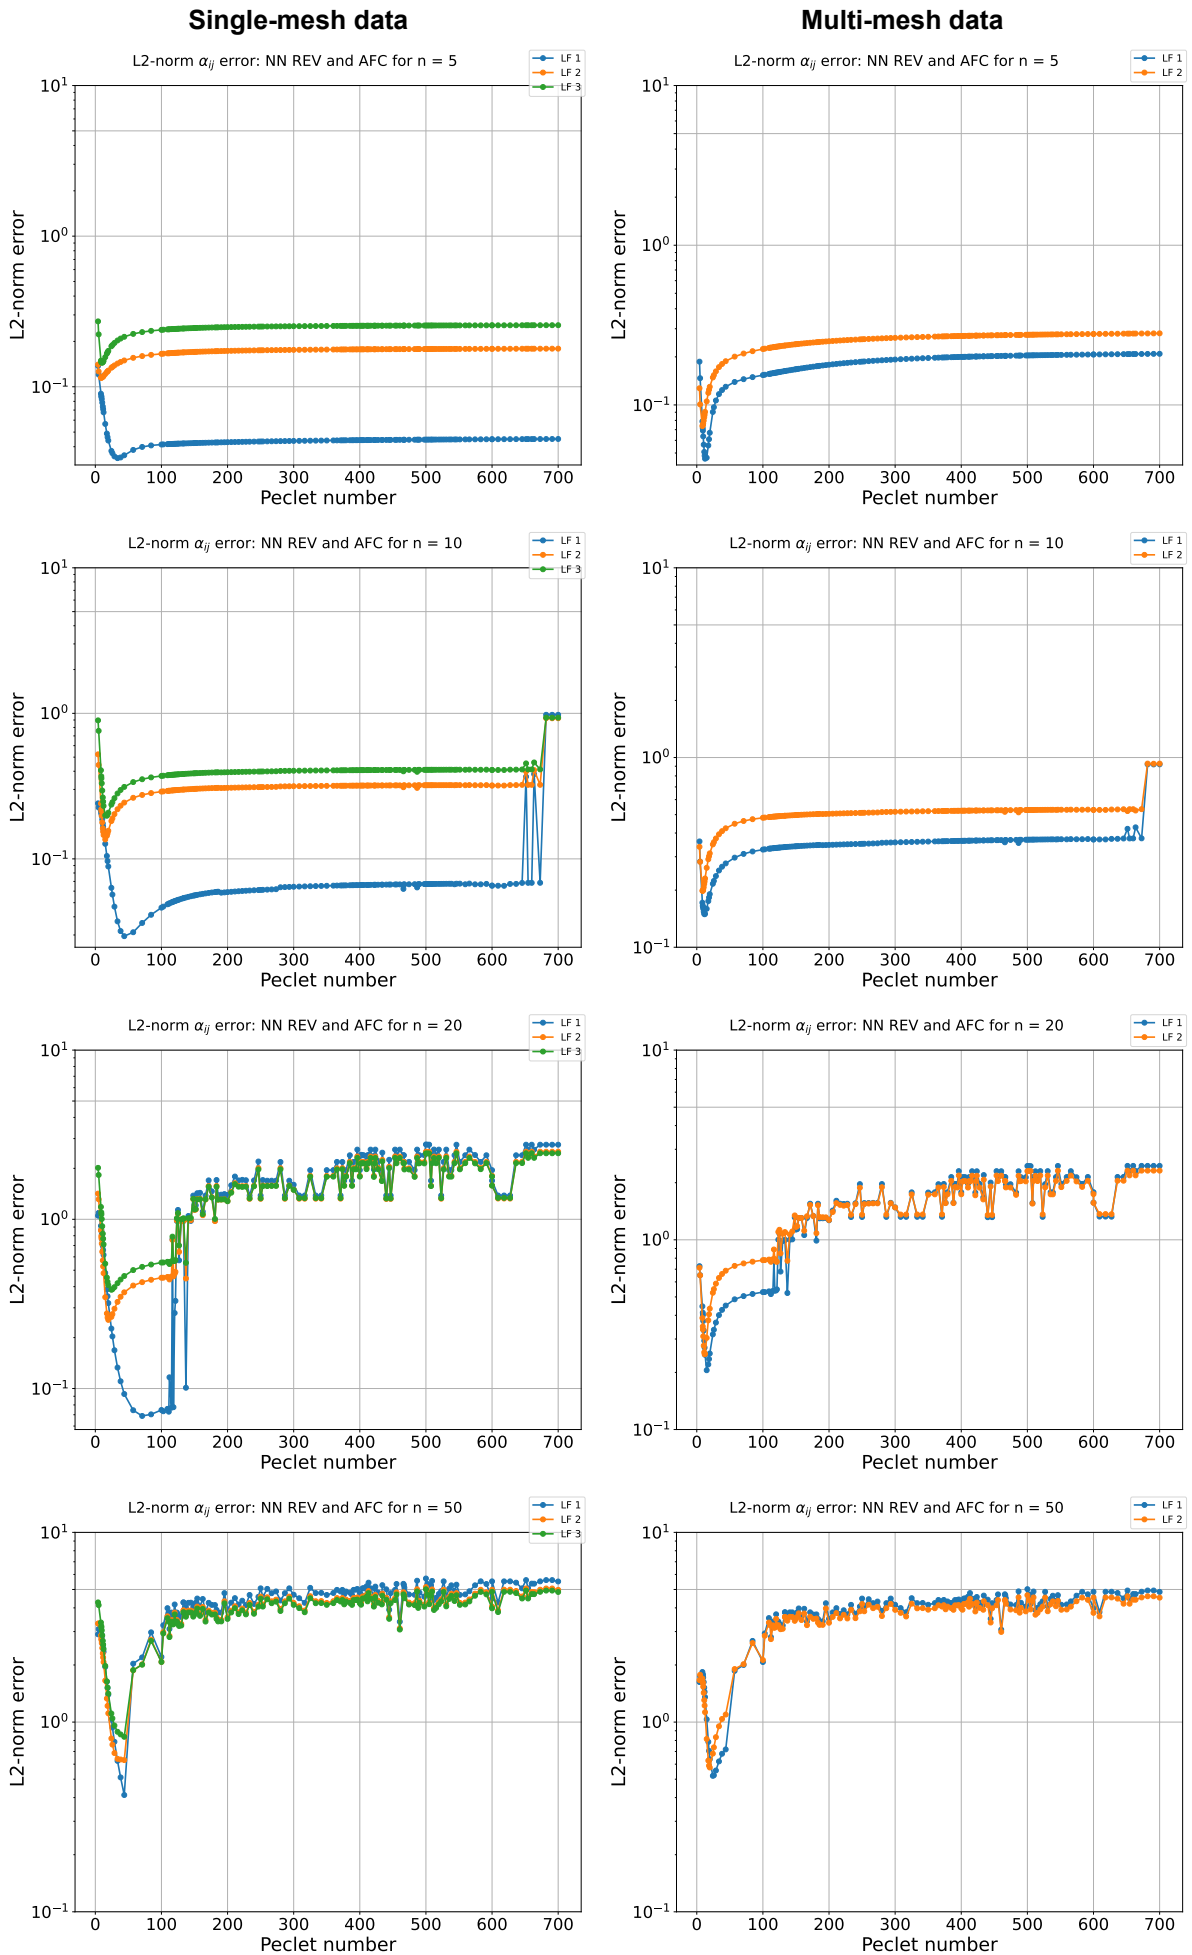 Single-mesh data
Multi-mesh data
L2-norm α_ij error: NN REV and AFC for n = 5
LF 1
LF 2
LF 3
10^1
10^0
10^−1
L2-norm error
0 100 200 300 400 500 600 700
Peclet number
L2-norm α_ij error: NN REV and AFC for n = 5
LF 1
LF 2
10^1
10^0
10^−1
L2-norm error
0 100 200 300 400 500 600 700
Peclet number
L2-norm α_ij error: NN REV and AFC for n = 10
LF 1
LF 2
LF 3
10^1
10^0
10^−1
L2-norm error
0 100 200 300 400 500 600 700
Peclet number
L2-norm α_ij error: NN REV and AFC for n = 10
LF 1
LF 2
10^1
10^0
10^−1
L2-norm error
0 100 200 300 400 500 600 700
Peclet number
L2-norm α_ij error: NN REV and AFC for n = 20
LF 1
LF 2
LF 3
10^1
10^0
10^−1
L2-norm error
0 100 200 300 400 500 600 700
Peclet number
L2-norm α_ij error: NN REV and AFC for n = 20
LF 1
LF 2
10^1
10^0
10^−1
L2-norm error
0 100 200 300 400 500 600 700
Peclet number
L2-norm α_ij error: NN REV and AFC for n = 50
LF 1
LF 2
LF 3
10^1
10^0
10^−1
L2-norm error
0 100 200 300 400 500 600 700
Peclet number
L2-norm α_ij error: NN REV and AFC for n = 50
LF 1
LF 2
10^1
10^0
10^−1
L2-norm error
0 100 200 300 400 500 600 700
Peclet number